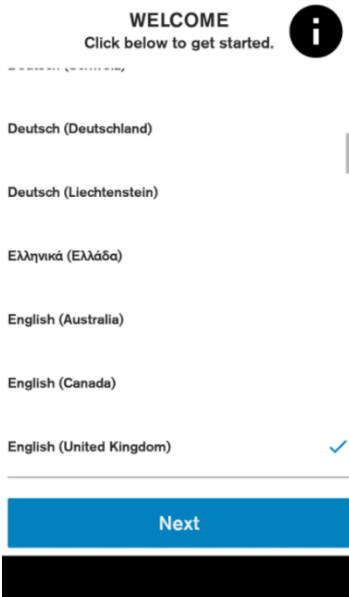 WELCOME
Click below to get started.
Deutsch (Deutschland)
Deutsch (Liechtenstein)
Ελληνικά (Ελλάδα)
English (Australia)
English (Canada)
English (United Kingdom)
Next